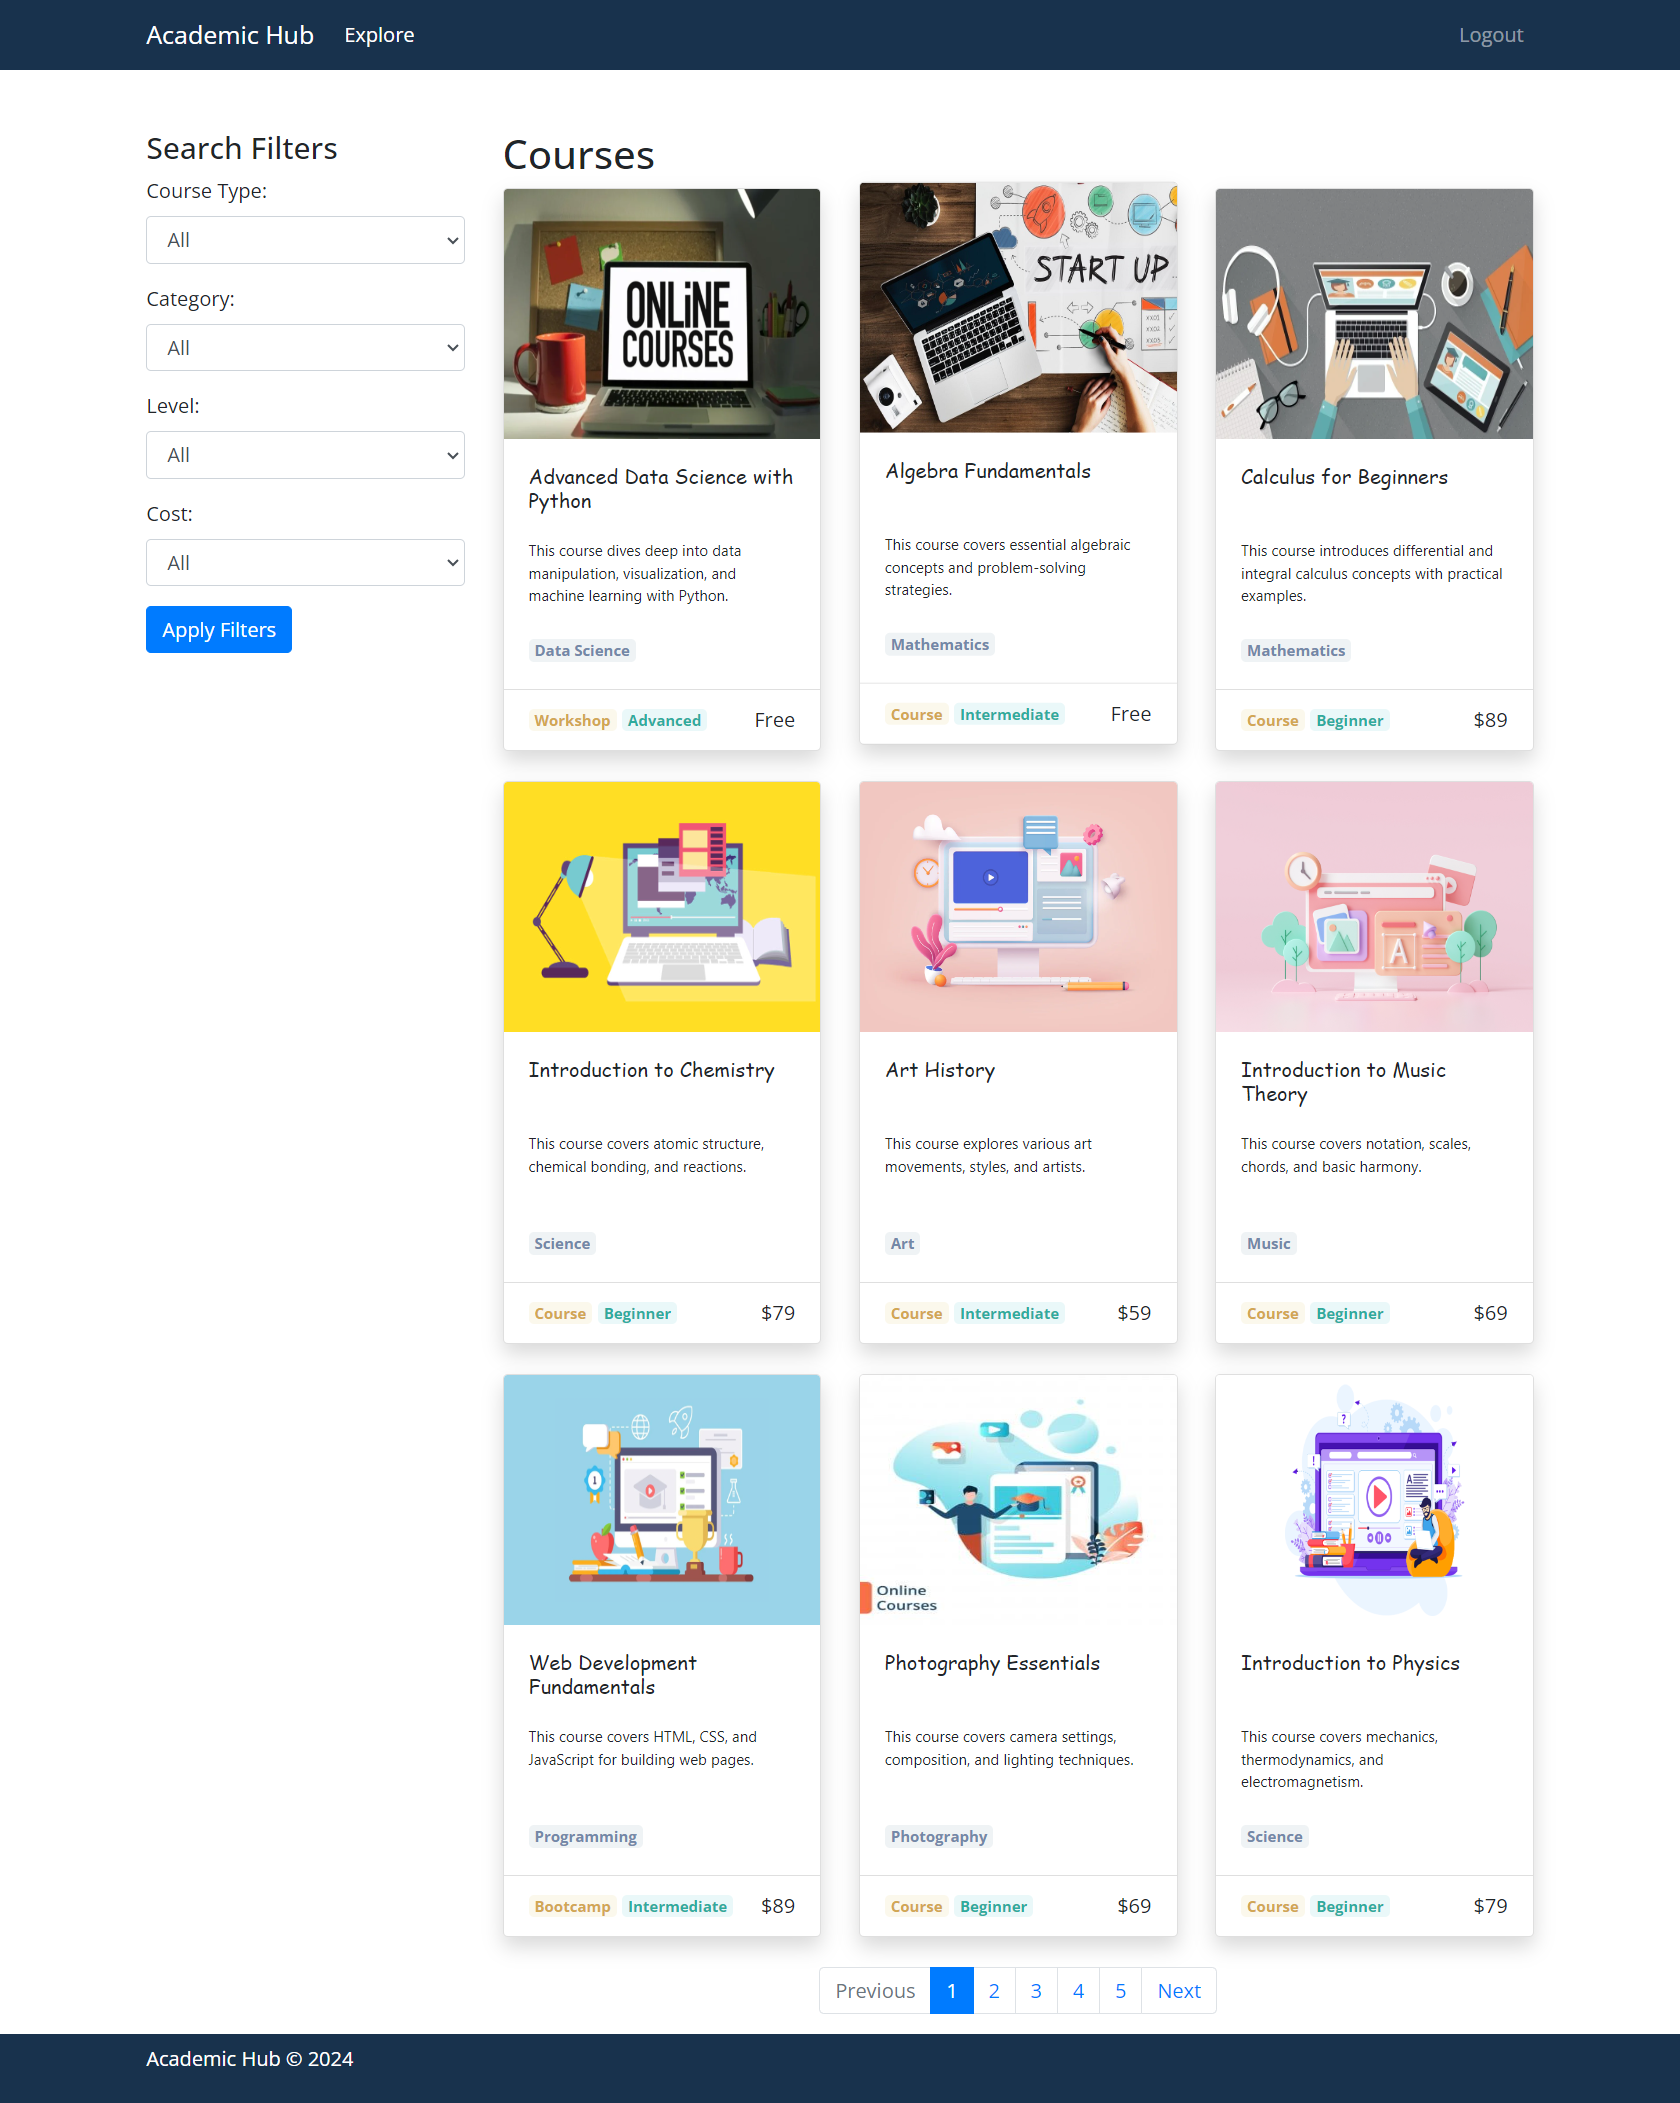 Academic Hub
Explore
Logout
Search Filters
Course Type:
All
Category:
All
Level:
All
Cost:
All
Apply Filters
Courses
ONLINE
COURSES
Advanced Data Science with
Python
This course dives deep into data
manipulation, visualization, and
machine learning with Python.
Data Science
Workshop Advanced Free
START UP
Algebra Fundamentals
This course covers essential algebraic
concepts and problem-solving
strategies.
Mathematics
Course Intermediate Free
Calculus for Beginners
This course introduces differential and
integral calculus concepts with practical
examples.
Mathematics
Course Beginner $89
Introduction to Chemistry
This course covers atomic structure,
chemical bonding, and reactions.
Science
Course Beginner $79
Art History
This course explores various art
movements, styles, and artists.
Art
Course Intermediate $59
A
Introduction to Music
Theory
This course covers notation, scales,
chords, and basic harmony.
Music
Course Beginner $69
1
Web Development
Fundamentals
This course covers HTML, CSS, and
JavaScript for building web pages.
Programming
Bootcamp Intermediate $89
Online
Courses
Photography Essentials
This course covers camera settings,
composition, and lighting techniques.
Photography
Course Beginner $69
?
!
A
Introduction to Physics
This course covers mechanics,
thermodynamics, and
electromagnetism.
Science
Course Beginner $79
Previous 1 2 3 4 5 Next
Academic Hub © 2024